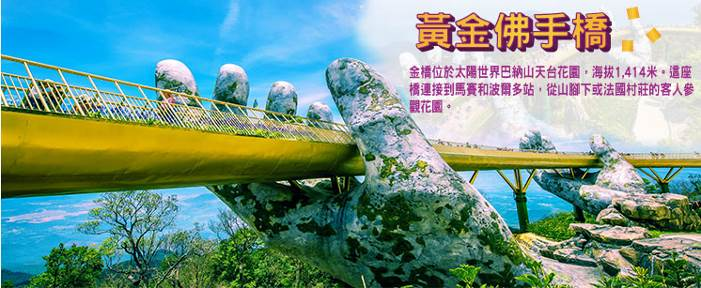 黃金佛手橋
金橋位於太陽世界巴納山天台花園，海拔1,414米。這座
橋連接到馬賽和波爾多站，從山腳下或法國村莊的客人參
觀花園。